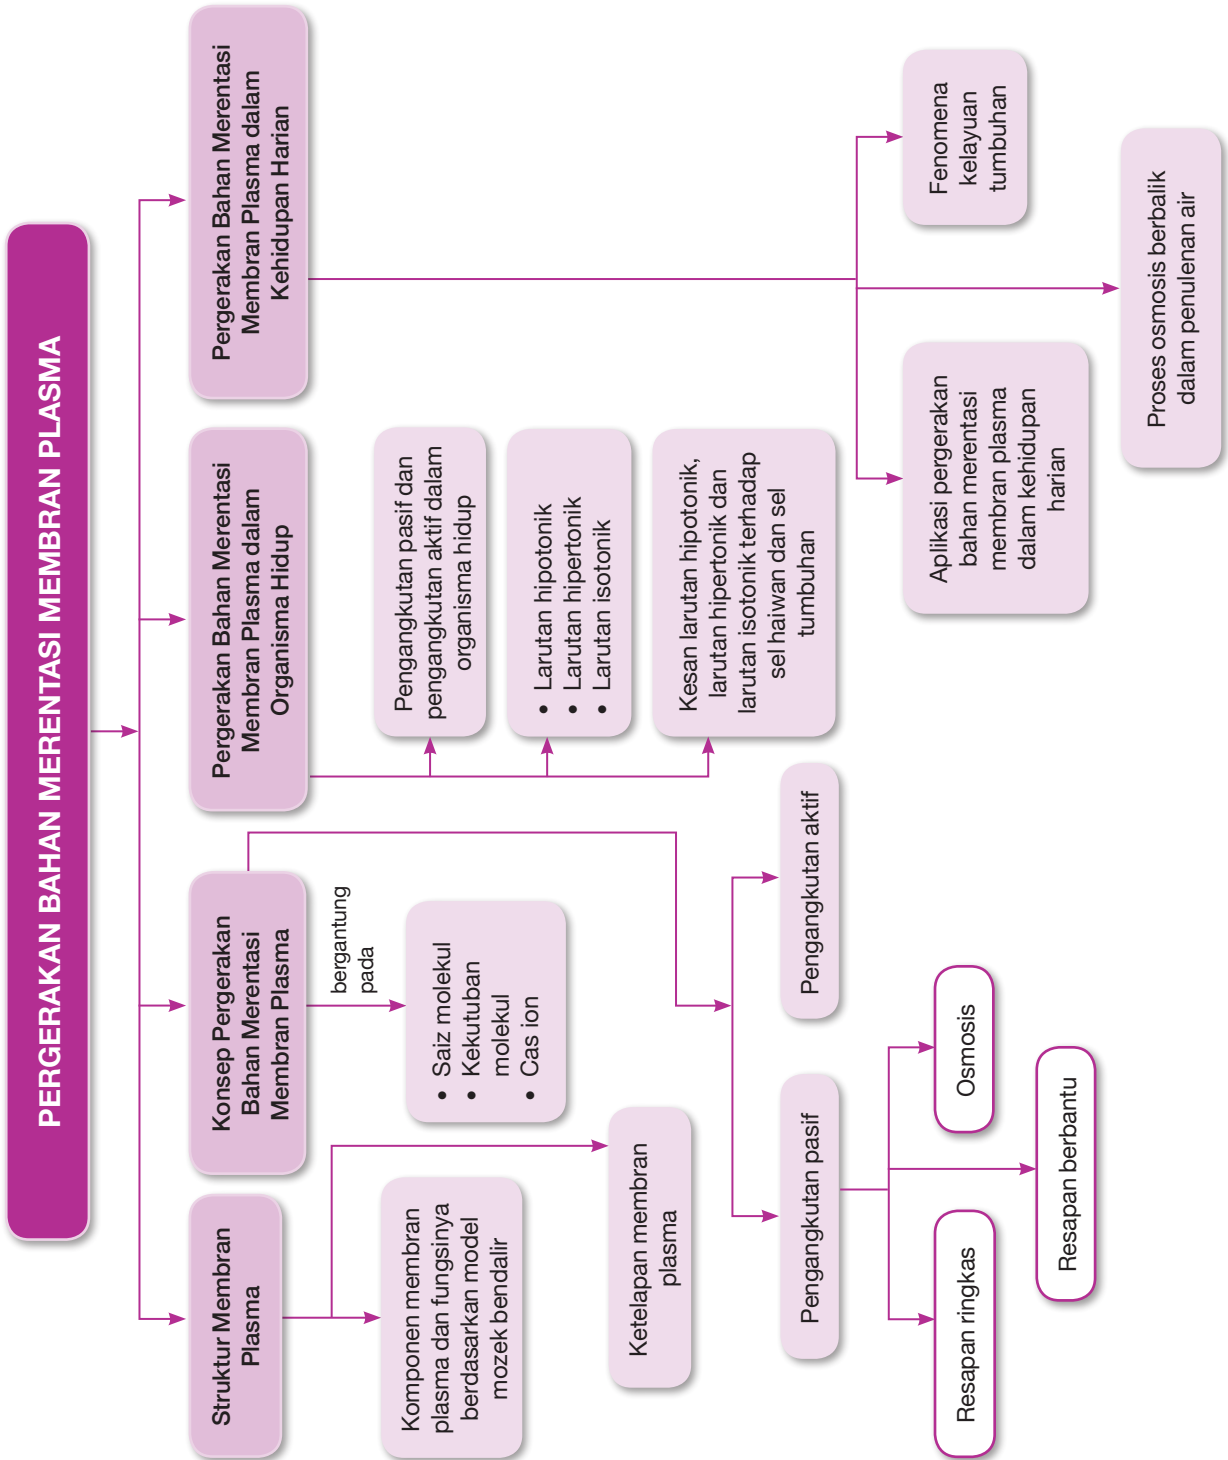 PERGERAKAN BAHAN MERENTASI MEMBRAN PLASMA
Struktur Membran
Plasma
Komponen membran
plasma dan fungsinya
berdasarkan model
mozek bendalir
Ketelapan membran
plasma
Konsep Pergerakan
Bahan Merentasi
Membran Plasma
bergantung
pada
• Saiz molekul
• Kekutuban
molekul
• Cas ion
Pengangkutan pasif
Resapan ringkas
Resapan berbantu
Osmosis
Pengangkutan aktif
Pergerakan Bahan Merentasi
Membran Plasma dalam
Organisma Hidup
Pengangkutan pasif dan
pengangkutan aktif dalam
organisma hidup
• Larutan hipotonik
• Larutan hipertonik
• Larutan isotonik
Kesan larutan hipotonik,
larutan hipertonik dan
larutan isotonik terhadap
sel haiwan dan sel
tumbuhan
Pergerakan Bahan Merentasi
Membran Plasma dalam
Kehidupan Harian
Aplikasi pergerakan
bahan merentasi
membran plasma
dalam kehidupan
harian
Proses osmosis berbalik
dalam penulenan air
Fenomena
kelayuan
tumbuhan